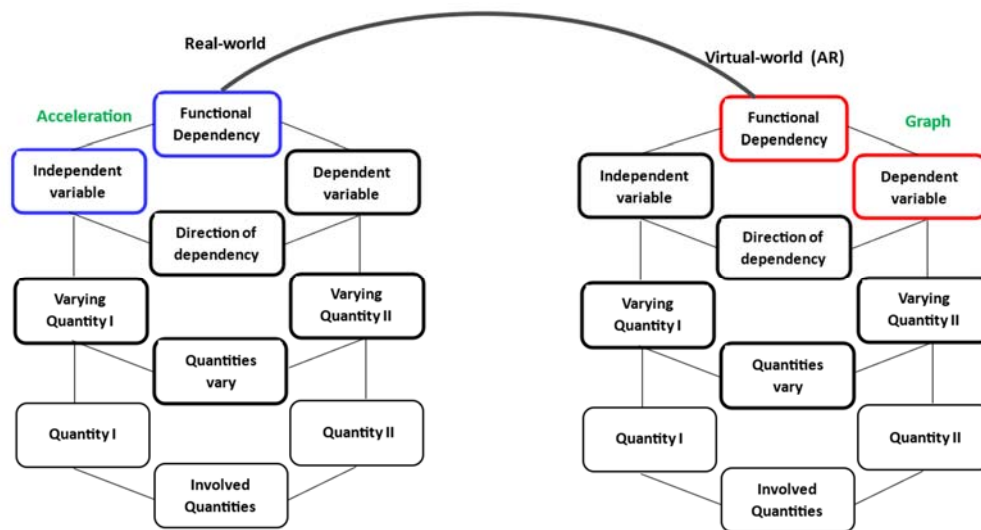 Real-world
Virtual-world (AR)
Acceleration
Functional
Dependency
Independent
variable
Dependent
variable
Direction of
dependency
Varying
Quantity I
Varying
Quantity II
Quantities
vary
Quantity I
Quantity II
Involved
Quantities
Functional
Dependency
Graph
Independent
variable
Dependent
variable
Direction of
dependency
Varying
Quantity I
Varying
Quantity II
Quantities
vary
Quantity I
Quantity II
Involved
Quantities